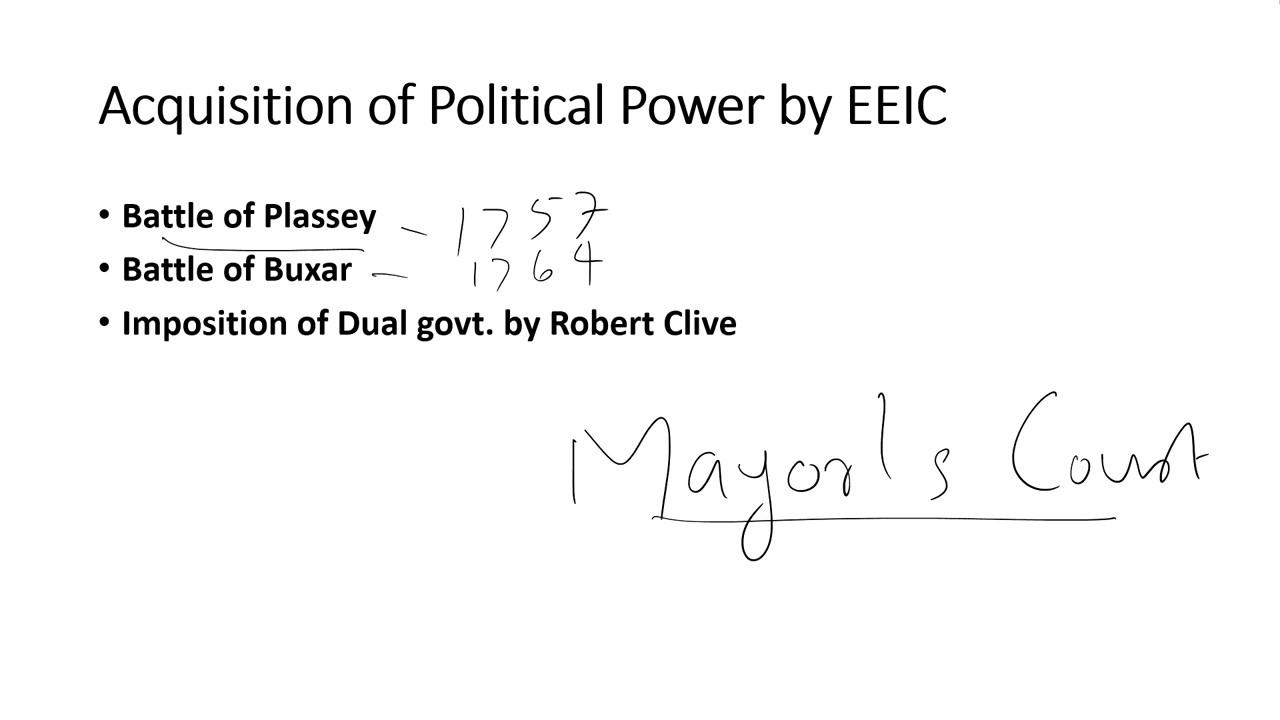 Acquisition of Political Power by EEIC
• Battle of Plassey - 1757
• Battle of Buxar - 1764
• Imposition of Dual govt. by Robert Clive
Mayor's Court